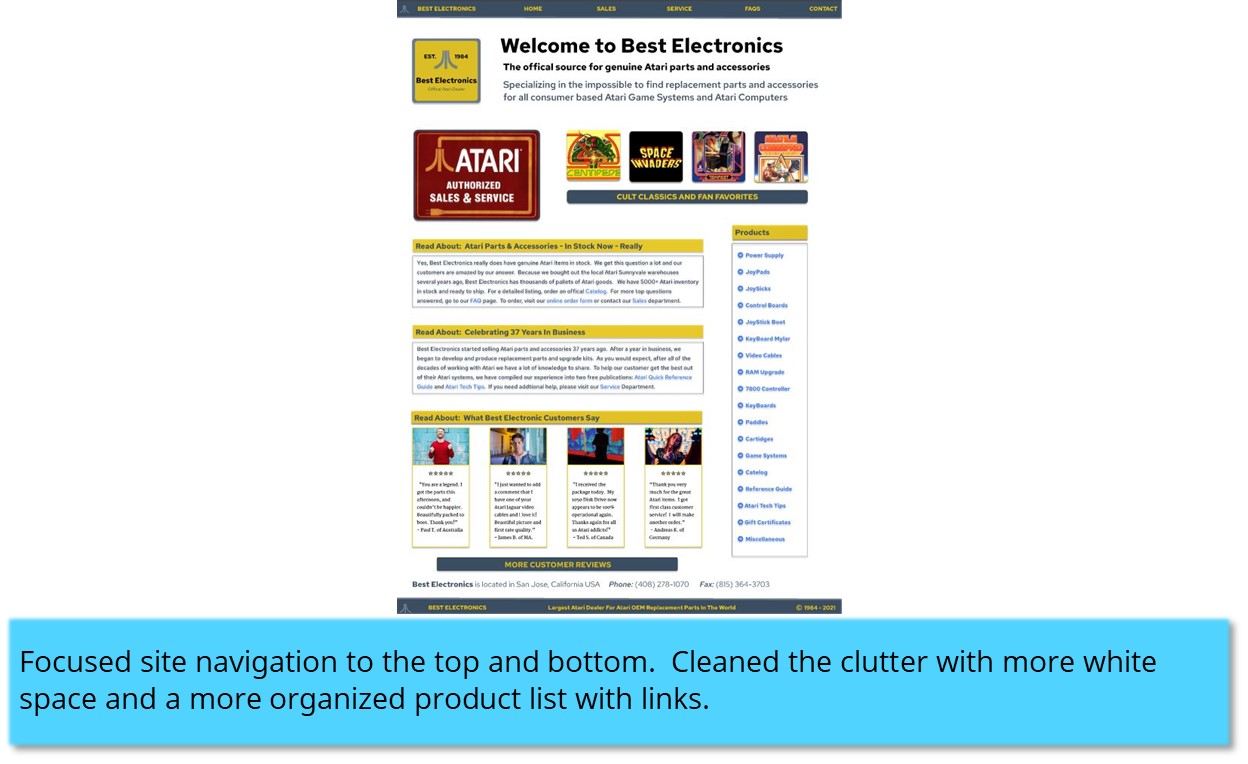 BEST ELECTRONICS HOME SALES SERVICE FAQS CONTACT
EST. 1984
Best Electronics
Official Atari Dealer
Welcome to Best Electronics
The offical source for genuine Atari parts and accessories
Specializing in the impossible to find replacement parts and accessories
for all consumer based Atari Game Systems and Atari Computers
ATARI
AUTHORIZED
SALES & SERVICE
CENTIPEDE
SPACE
INVADERS
TEMPEST
CULT CLASSICS AND FAN FAVORITES
Read About: Atari Parts & Accessories - In Stock Now - Really
Yes, Best Electronics really does have genuine Atari items in stock. We get this question a lot and our
customers are amazed by our answer. Because we bought out the local Atari Sunnyvale warehouses
several years ago, Best Electronics has thousands of pallets of Atari goods. We have 5000+ Atari inventory
in stock and ready to ship. For a detailed listing, order an offical Catelog. For more top questions
answered, go to our FAQ page. To order, visit our online order form or contact our Sales department.
Read About: Celebrating 37 Years In Business
Best Electronics started selling Atari parts and accessories 37 years ago. After a year in business, we
began to develop and produce replacement parts and upgrade kits. As you would expect, after all of the
decades of working with Atari we have a lot of knowledge to share. To help our customer get the best out
of their Atari systems, we have compiled our experience into two free publications: Atari Quick Reference
Guide and Atari Tech Tips. If you need addtional help, please visit our Service Department.
Read About: What Best Electronic Customers Say
"You are a legend. I
got the parts this
afternoon, and
couldn't be happier.
Beautifully packed to
boot. Thank you!"
- Paul T. of Australia
"I just wanted to add
a comment that I
have one of your
Atari Jaguar video
cables and I love it!
Beautiful picture and
first rate quality."
- James B. of MA.
"I received the
package today. My
1050 Disk Drive now
appears to be 100%
operacional again.
Thanks again for all
us Atari addicts!"
- Ted S. of Canada
"Thank you very
much for the great
Atari items. I got
first class customer
service! I will make
another order."
- Andreas K. of
Germany
MORE CUSTOMER REVIEWS
Products
Power Supply
JoyPads
JoySicks
Control Boards
JoyStick Boot
KeyBoard Mylar
Video Cables
RAM Upgrade
7800 Controller
KeyBoards
Paddles
Cartidges
Game Systems
Catelog
Reference Guide
Atari Tech Tips
Gift Certificates
Miscellaneous
Best Electronics is located in San Jose, California USA Phone: (408) 278-1070 Fax: (815) 364-3703
BEST ELECTRONICS Largest Atari Dealer For Atari OEM Replacement Parts In The World © 1984 - 2021
Focused site navigation to the top and bottom. Cleaned the clutter with more white
space and a more organized product list with links.